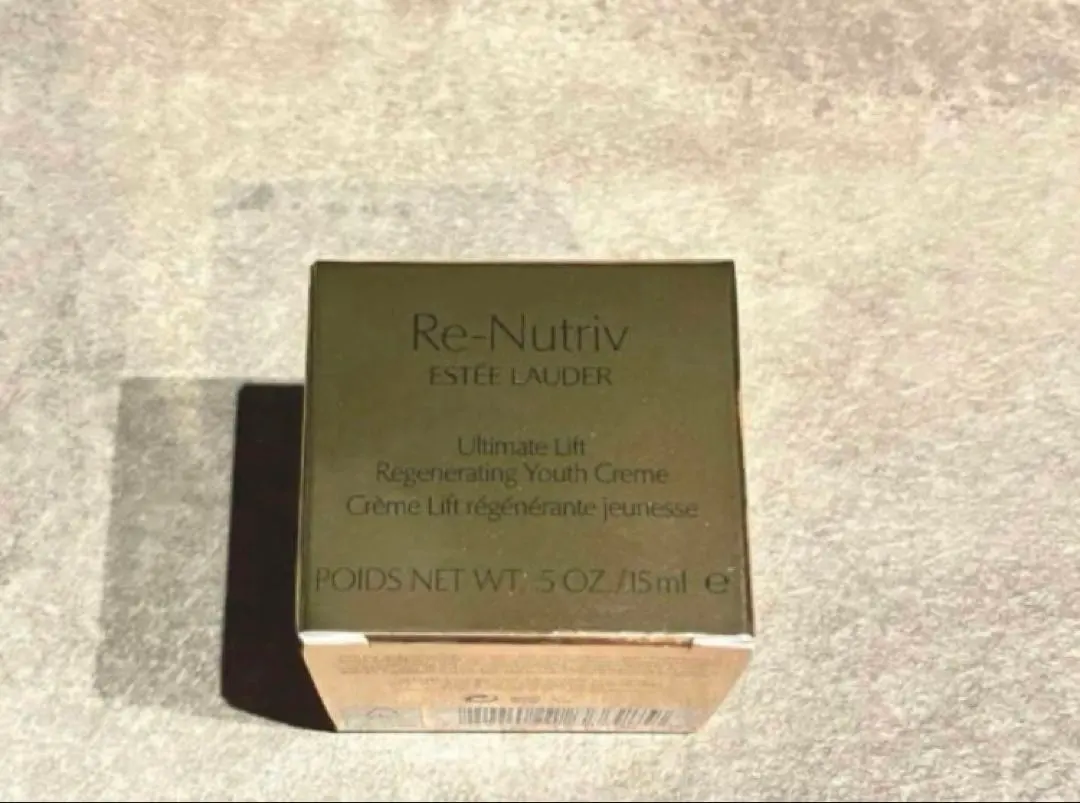 Re-Nutriv
ESTÉE LAUDER
Ultimate Lift
Regenerating Youth Creme
Crème Lift régénérante jeunesse
POIDS NET WT. .5 OZ./15 ml e